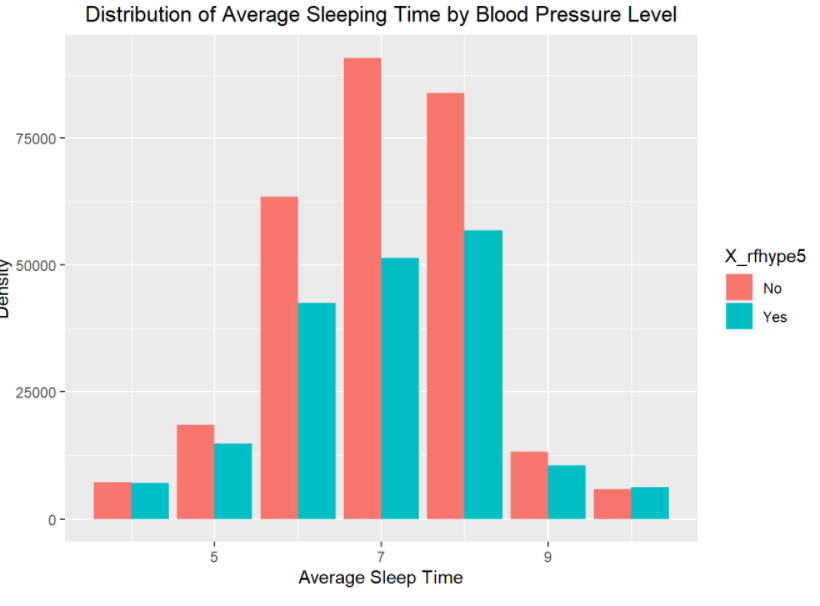 Distribution of Average Sleeping Time by Blood Pressure Level
75000
50000
25000
0
Density
5
7
9
Average Sleep Time
X_rfhype5
No
Yes